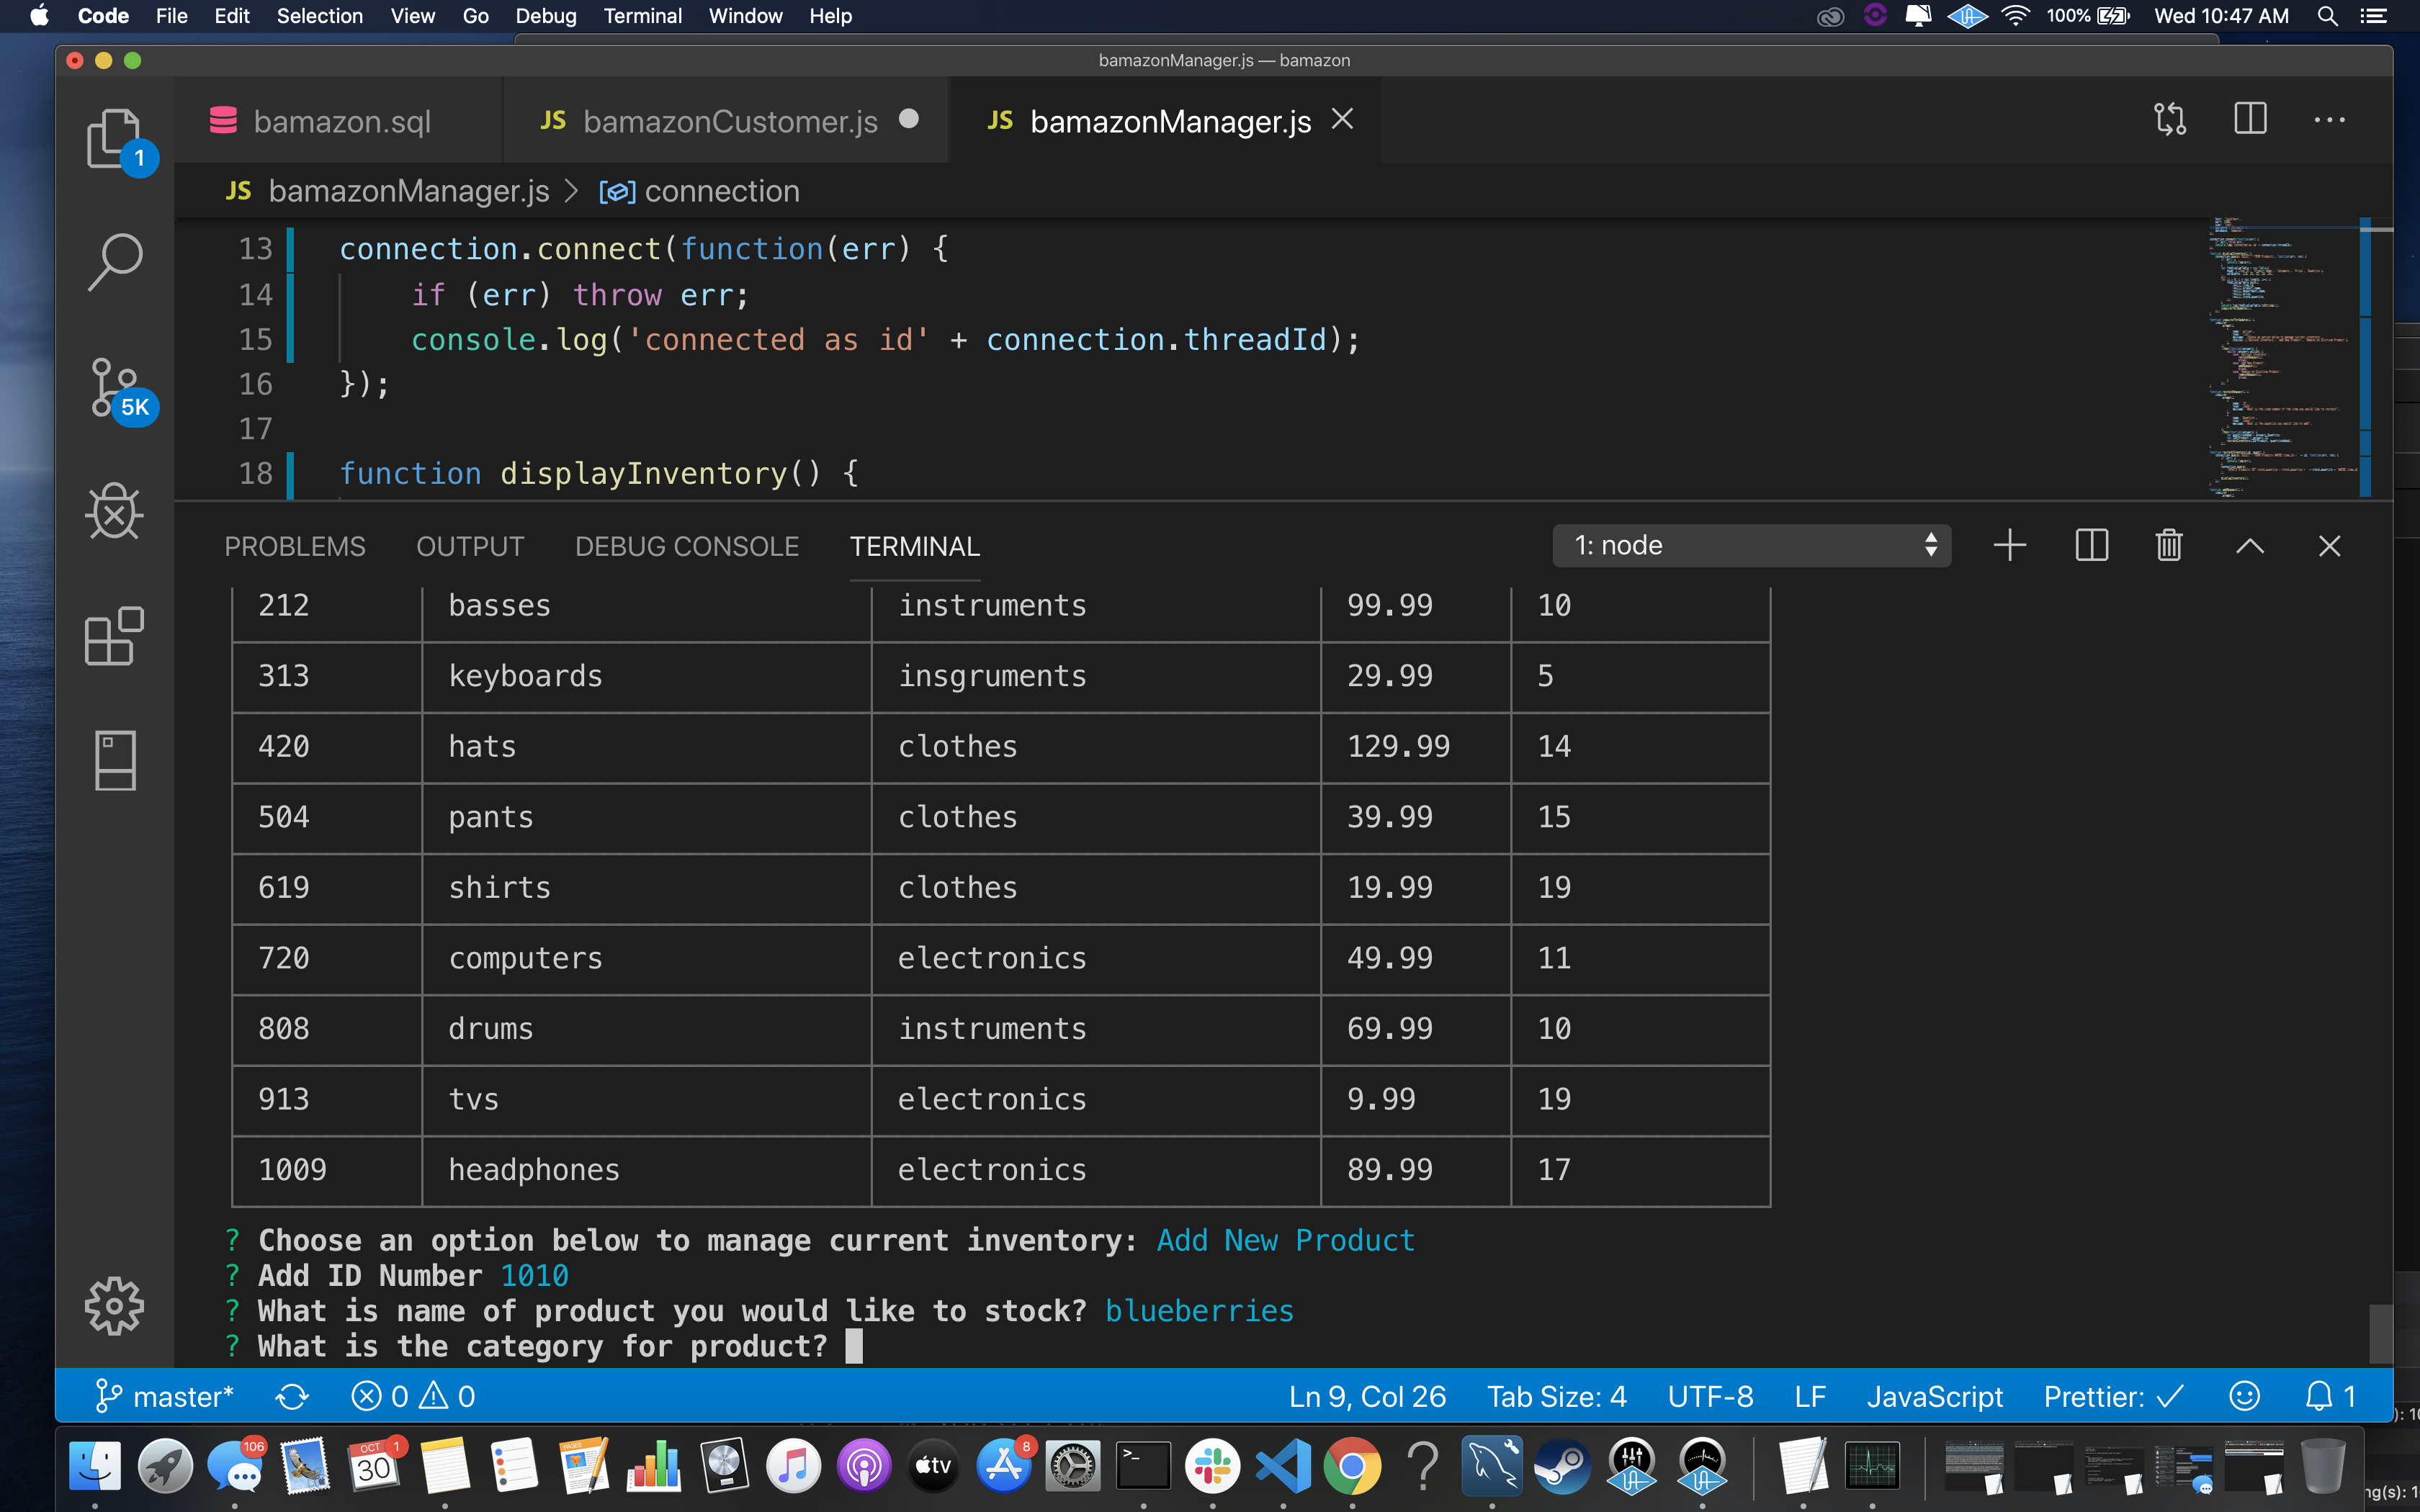 Code File Edit Selection View Go Debug Terminal Window Help 100% Wed 10:47 AM
bamazonManager.js — bamazon
bamazon.sql JS bamazonCustomer.js JS bamazonManager.js
1
JS bamazonManager.js > connection
13 connection.connect(function(err) {
14 if (err) throw err;
15 console.log('connected as id' + connection.threadId);
16 });
17
18 function displayInventory() {
5K
PROBLEMS OUTPUT DEBUG CONSOLE TERMINAL 1: node
212 basses instruments 99.99 10
313 keyboards insgruments 29.99 5
420 hats clothes 129.99 14
504 pants clothes 39.99 15
619 shirts clothes 19.99 19
720 computers electronics 49.99 11
808 drums instruments 69.99 10
913 tvs electronics 9.99 19
1009 headphones electronics 89.99 17
? Choose an option below to manage current inventory: Add New Product
? Add ID Number 1010
? What is name of product you would like to stock? blueberries
? What is the category for product?
master* 0 0 Ln 9, Col 26 Tab Size: 4 UTF-8 LF JavaScript Prettier: ✓ 1
106 OCT 30 1 PAGES tv 8 >_ ?